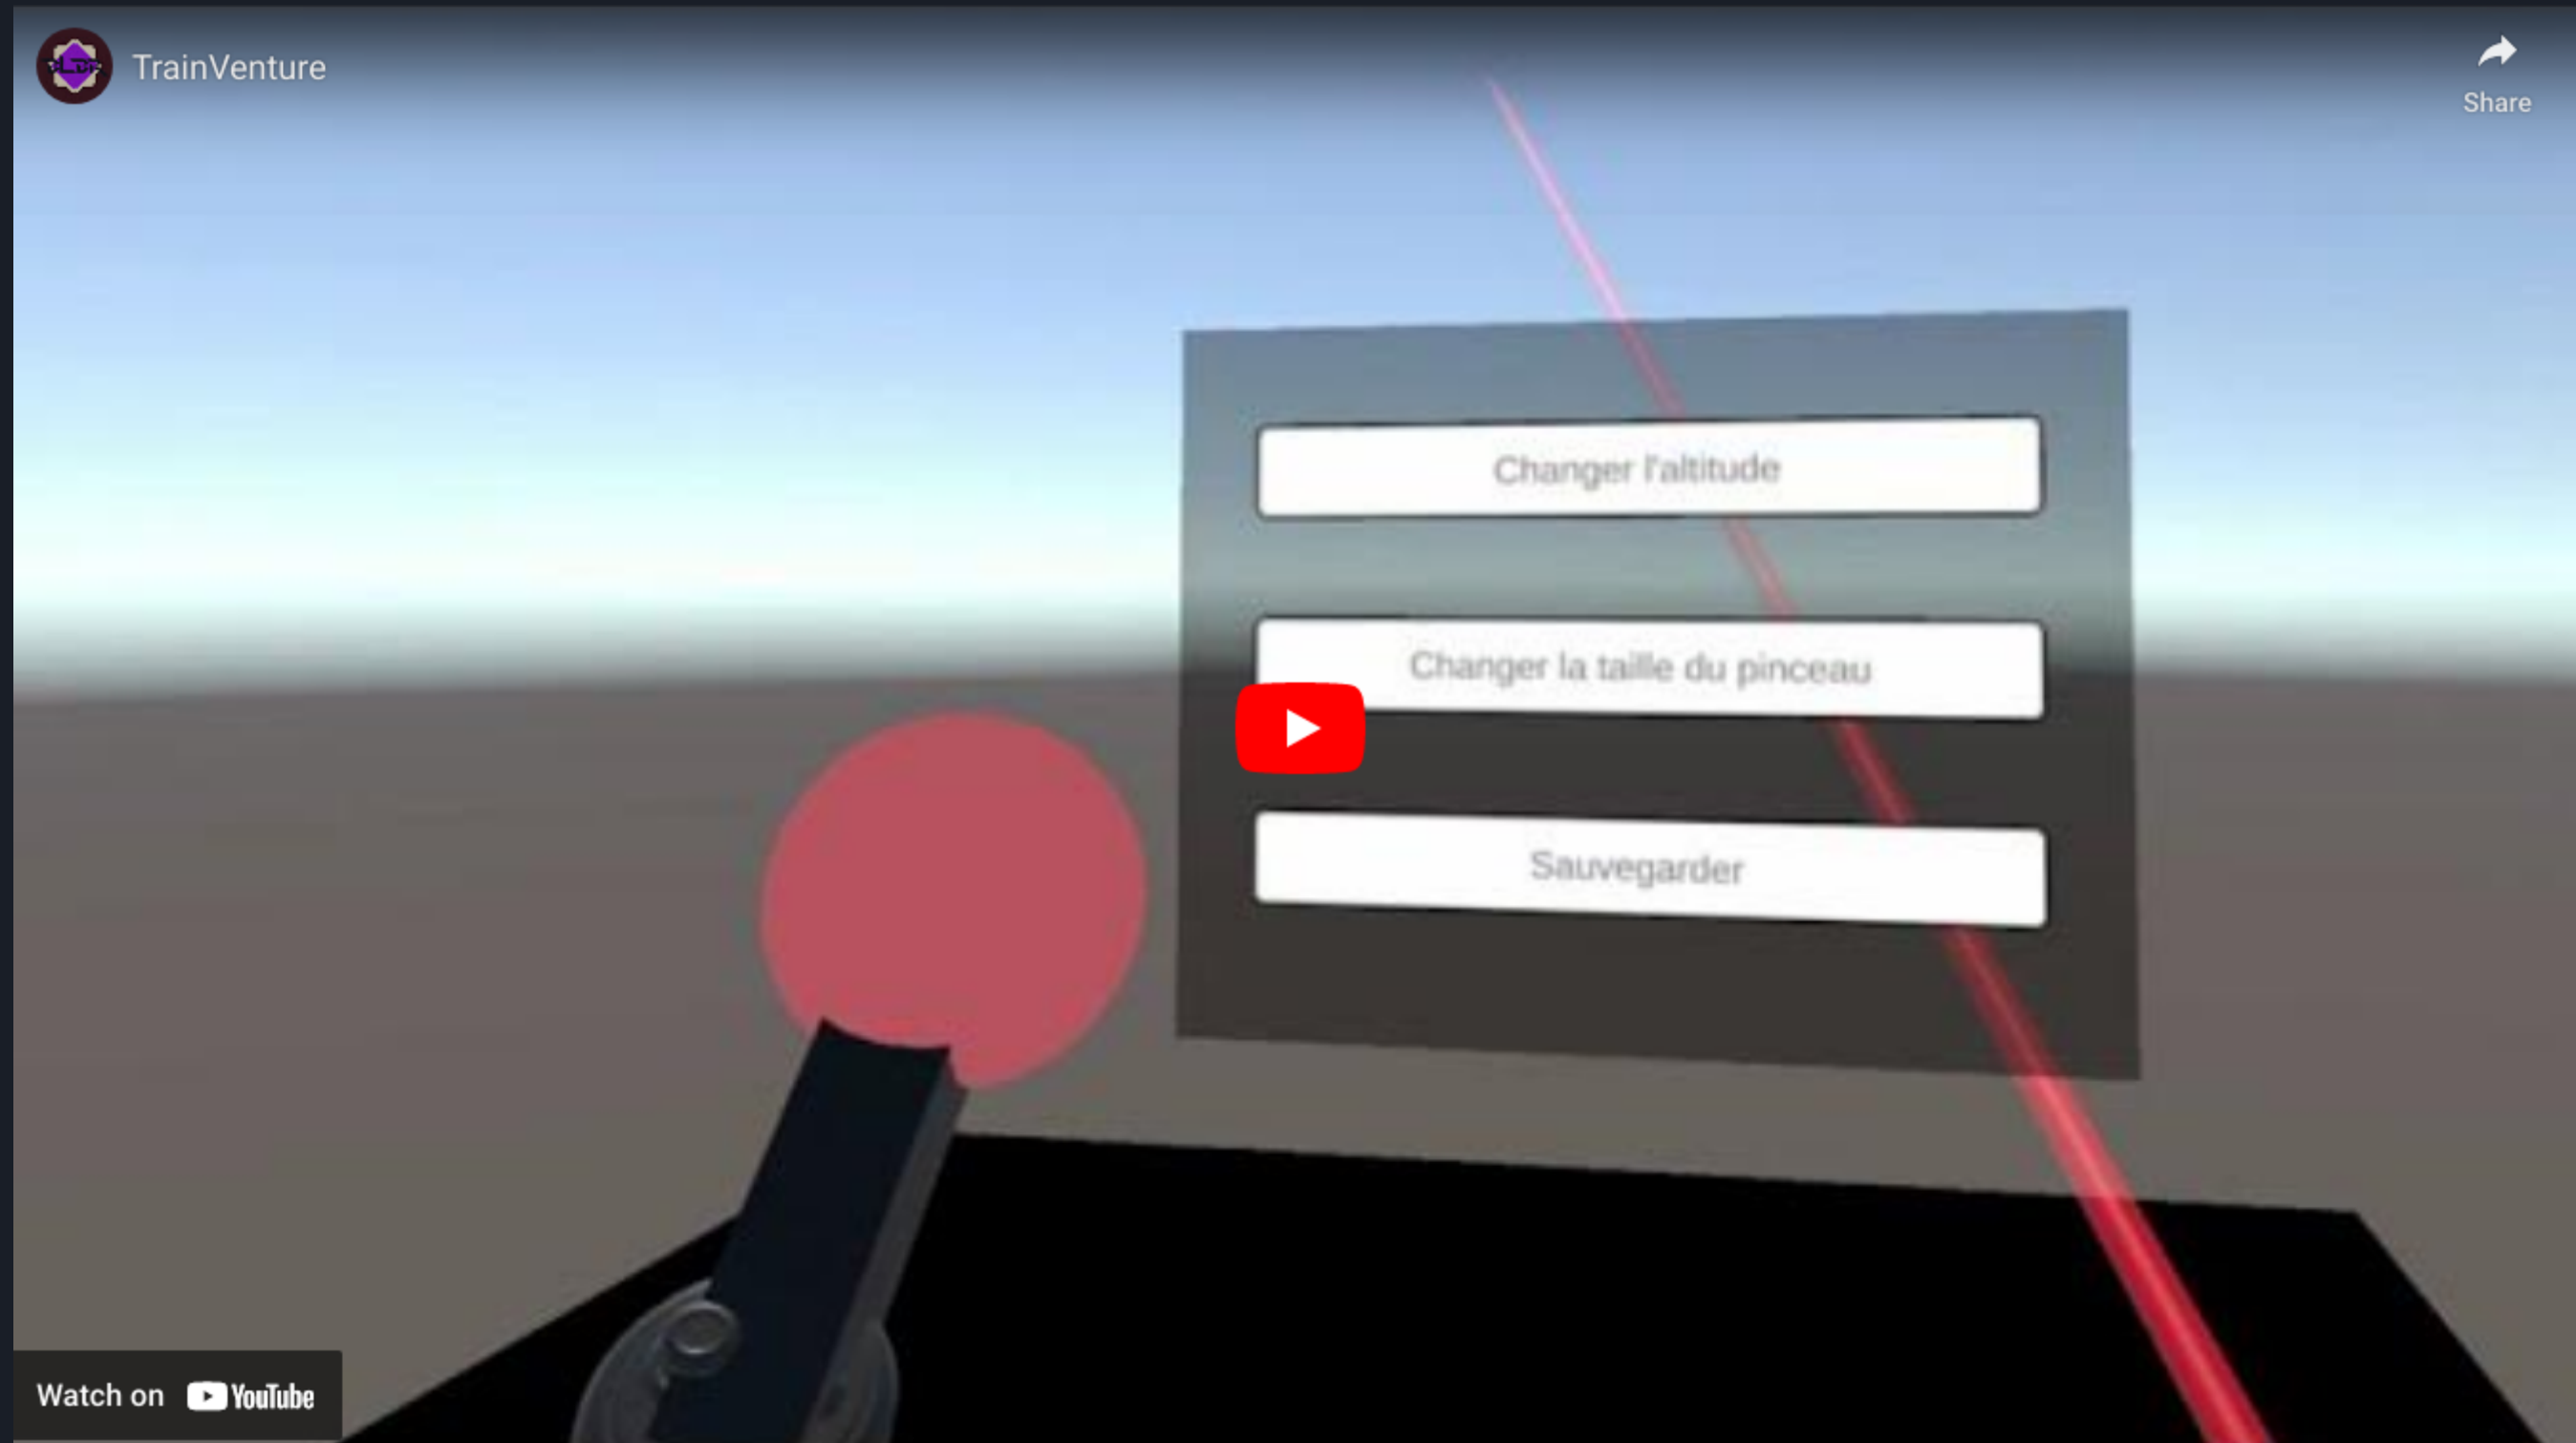 TrainVenture
Share
Changer l'altitude
Changer la taille du pinceau
Sauvegarder
Watch on YouTube